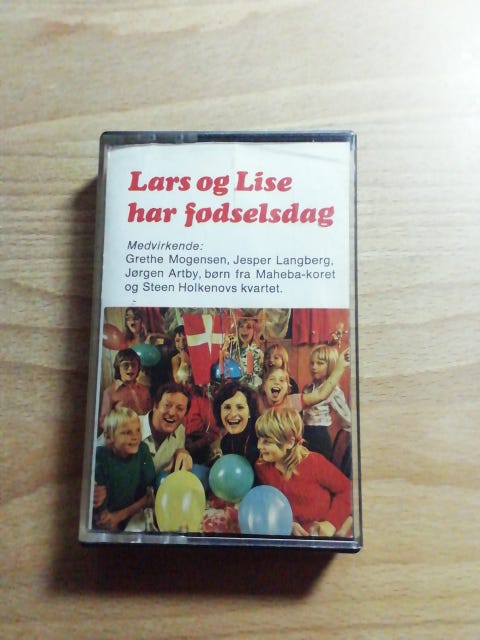 Lars og Lise
har fødselsdag
Medvirkende:
Grethe Mogensen, Jesper Langberg,
Jørgen Artby, børn fra Maheba-koret
og Steen Holkenovs kvartet.